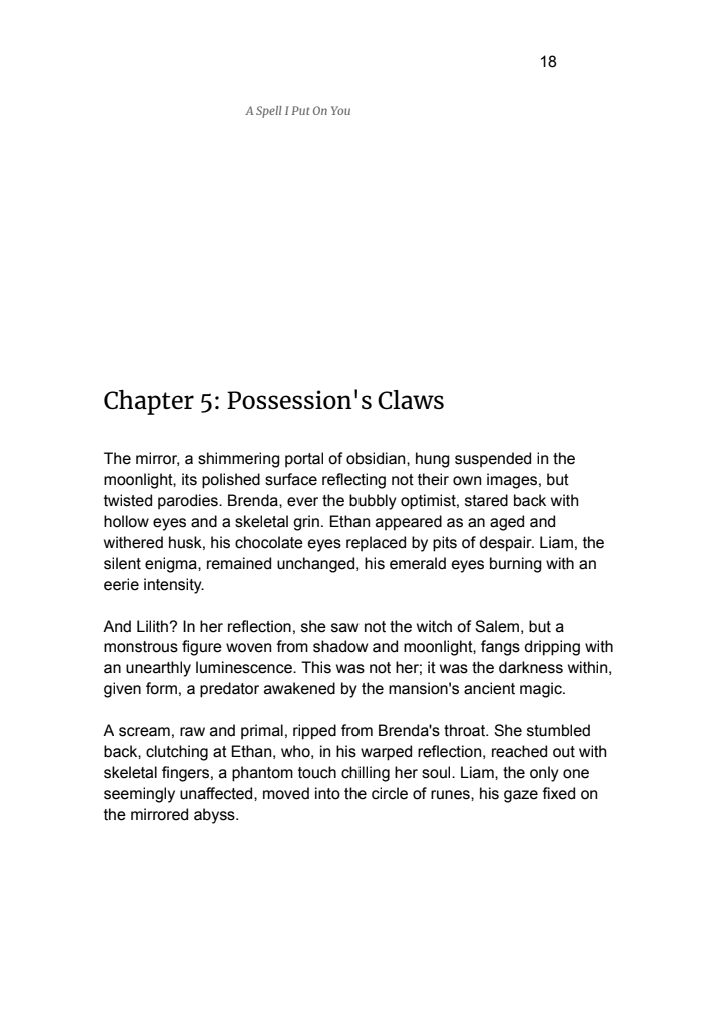 18
A Spell I Put On You
Chapter 5: Possession's Claws
The mirror, a shimmering portal of obsidian, hung suspended in the
moonlight, its polished surface reflecting not their own images, but
twisted parodies. Brenda, ever the bubbly optimist, stared back with
hollow eyes and a skeletal grin. Ethan appeared as an aged and
withered husk, his chocolate eyes replaced by pits of despair. Liam, the
silent enigma, remained unchanged, his emerald eyes burning with an
eerie intensity.
And Lilith? In her reflection, she saw not the witch of Salem, but a
monstrous figure woven from shadow and moonlight, fangs dripping with
an unearthly luminescence. This was not her; it was the darkness within,
given form, a predator awakened by the mansion's ancient magic.
A scream, raw and primal, ripped from Brenda's throat. She stumbled
back, clutching at Ethan, who, in his warped reflection, reached out with
skeletal fingers, a phantom touch chilling her soul. Liam, the only one
seemingly unaffected, moved into the circle of runes, his gaze fixed on
the mirrored abyss.